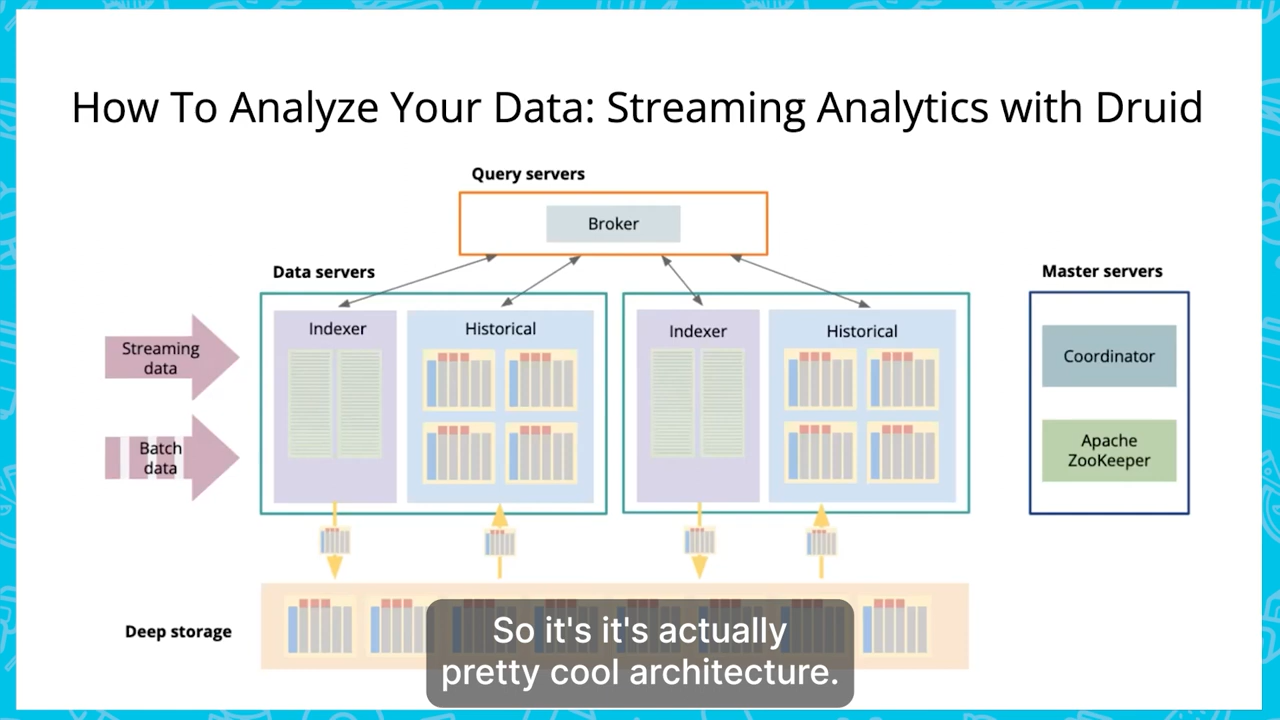 How To Analyze Your Data: Streaming Analytics with Druid
Query servers
Broker
Data servers
Master servers
Indexer
Historical
Indexer
Historical
Streaming
data
Batch
data
Coordinator
Apache
ZooKeeper
Deep storage
So it's it's actually
pretty cool architecture.